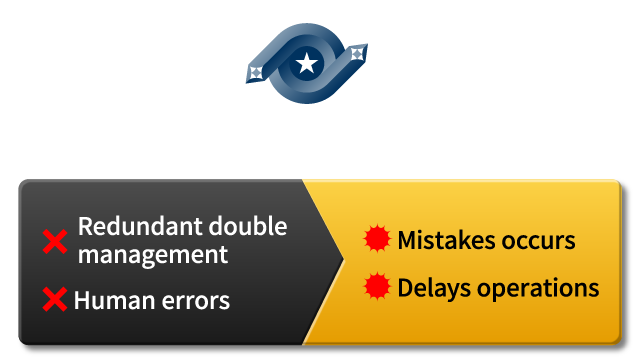 Redundant double
management
Human errors
Mistakes occurs
Delays operations